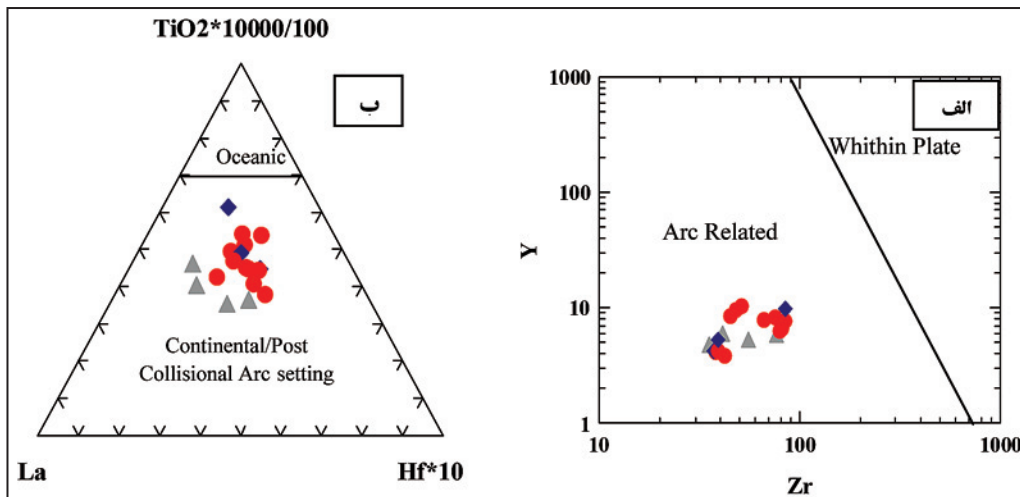 TiO2*10000/100
ب
Oceanic
Continental/Post
Collisional Arc setting
La
Hf*10
1000
الف
Whithin Plate
100
Arc Related
Y
10
1
10
100
1000
Zr